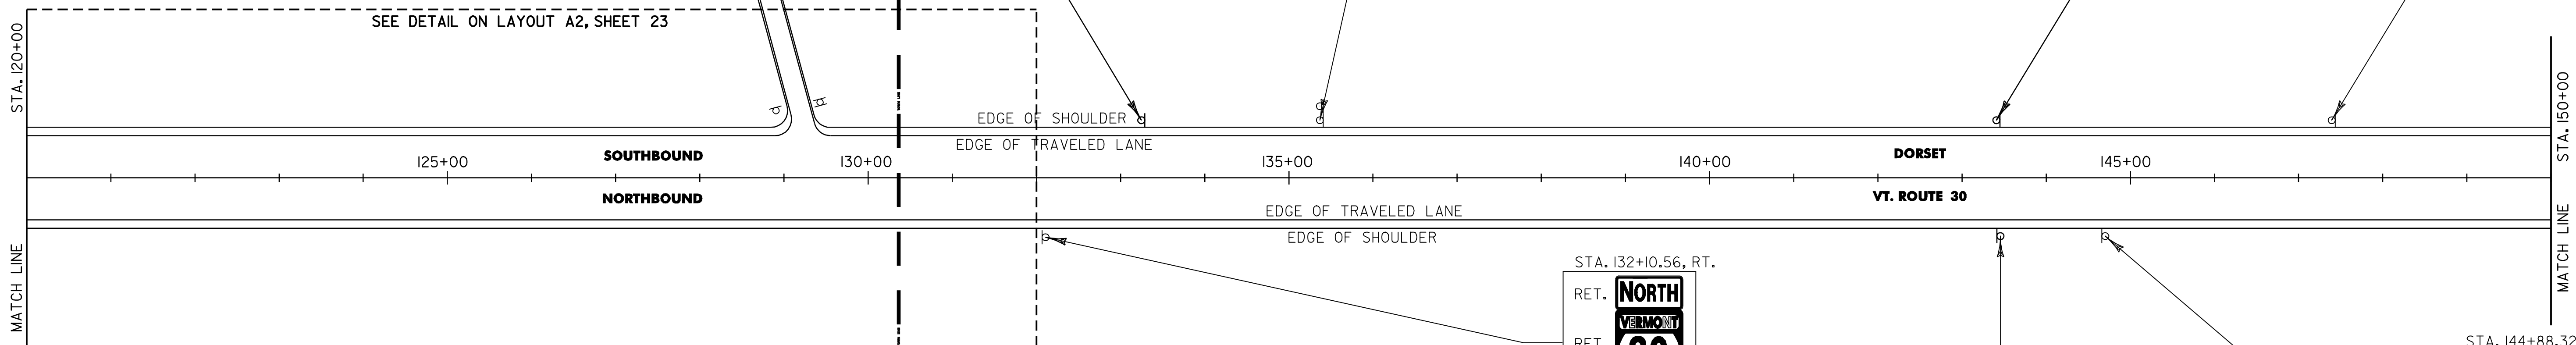 SEE DETAIL ON LAYOUT A2, SHEET 23
STA. 120+00
MATCH LINE
EDGE OF SHOULDER
EDGE OF TRAVELED LANE
125+00
SOUTHBOUND
130+00
135+00
140+00
DORSET
145+00
NORTHBOUND
VT. ROUTE 30
EDGE OF TRAVELED LANE
EDGE OF SHOULDER
STA. 150+00
MATCH LINE
STA. 132+10.56, RT.
RET. NORTH
VERMONT
RET.
STA. 144+88.32